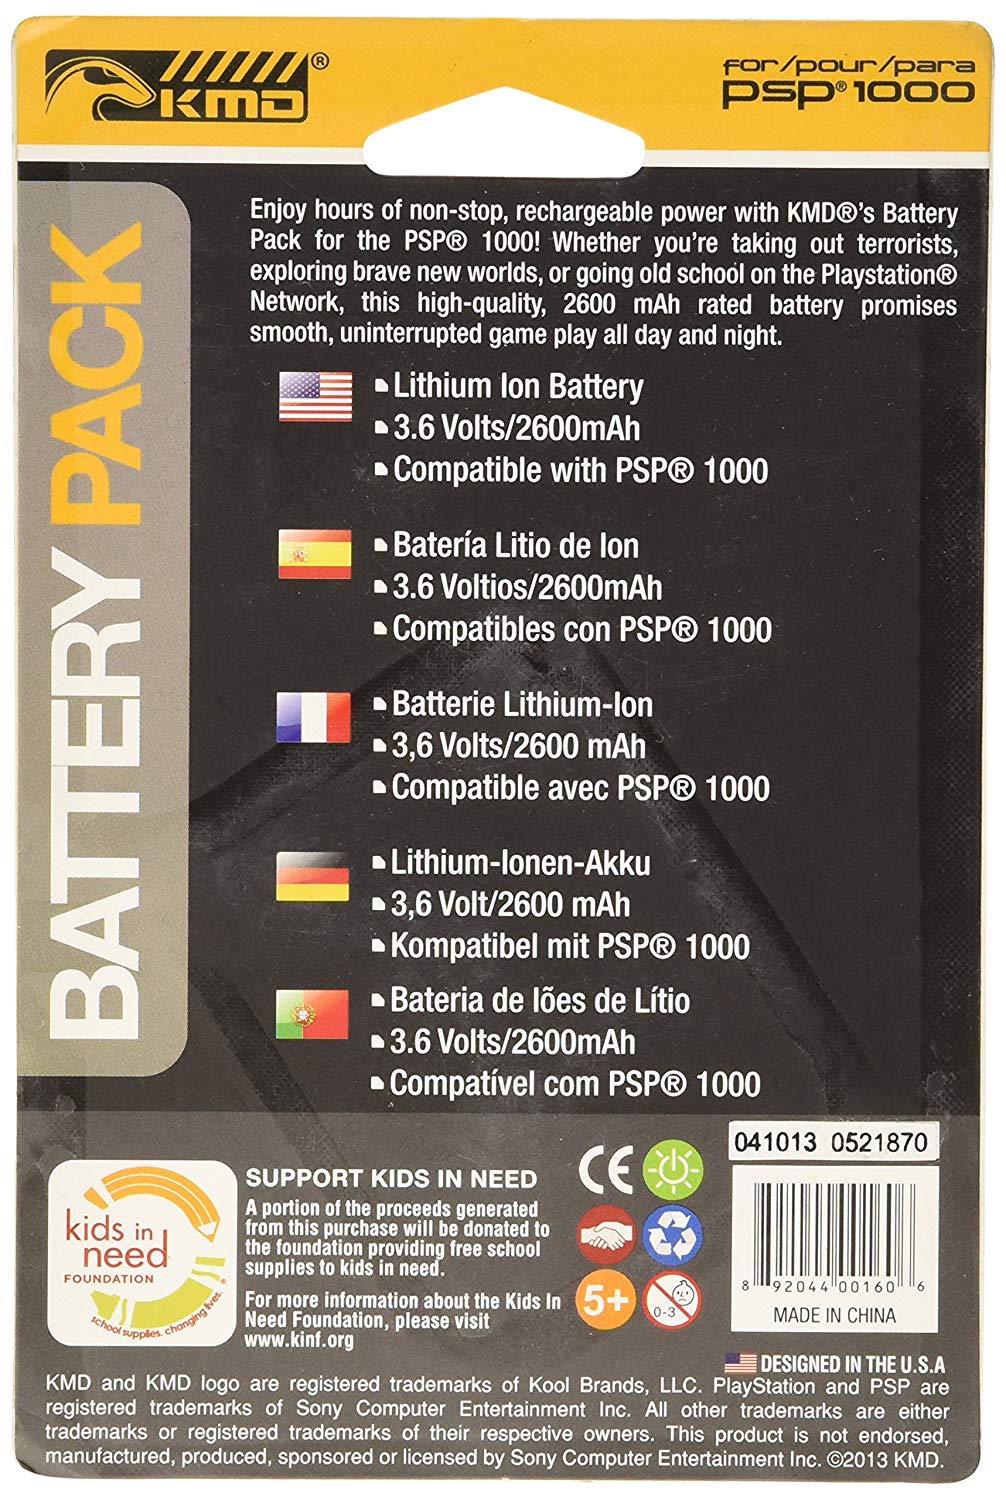 KMD®
for/pour/para
PSP® 1000
BATTERY PACK
Enjoy hours of non-stop, rechargeable power with KMD®'s Battery
Pack for the PSP® 1000! Whether you're taking out terrorists,
exploring brave new worlds, or going old school on the Playstation®
Network, this high-quality, 2600 mAh rated battery promises
smooth, uninterrupted game play all day and night.
Lithium Ion Battery
3.6 Volts/2600mAh
Compatible with PSP® 1000
Batería Litio de Ion
3.6 Voltios/2600mAh
Compatibles con PSP® 1000
Batterie Lithium-Ion
3,6 Volts/2600 mAh
Compatible avec PSP® 1000
Lithium-Ionen-Akku
3,6 Volt/2600 mAh
Kompatibel mit PSP® 1000
Bateria de Iões de Lítio
3.6 Volts/2600mAh
Compatível com PSP® 1000
kids in
need
FOUNDATION
school supplies. changing lives.®
SUPPORT KIDS IN NEED
A portion of the proceeds generated
from this purchase will be donated to
the foundation providing free school
supplies to kids in need.
For more information about the Kids In
Need Foundation, please visit
www.kinf.org
CE
5+
0-3
041013 0521870
8 92044 00160 6
MADE IN CHINA
DESIGNED IN THE U.S.A
KMD and KMD logo are registered trademarks of Kool Brands, LLC. PlayStation and PSP are
registered trademarks of Sony Computer Entertainment Inc. All other trademarks are either
trademarks or registered trademarks of their respective owners. This product is not endorsed,
manufactured, produced, sponsored or licensed by Sony Computer Entertainment Inc. ©2013 KMD.